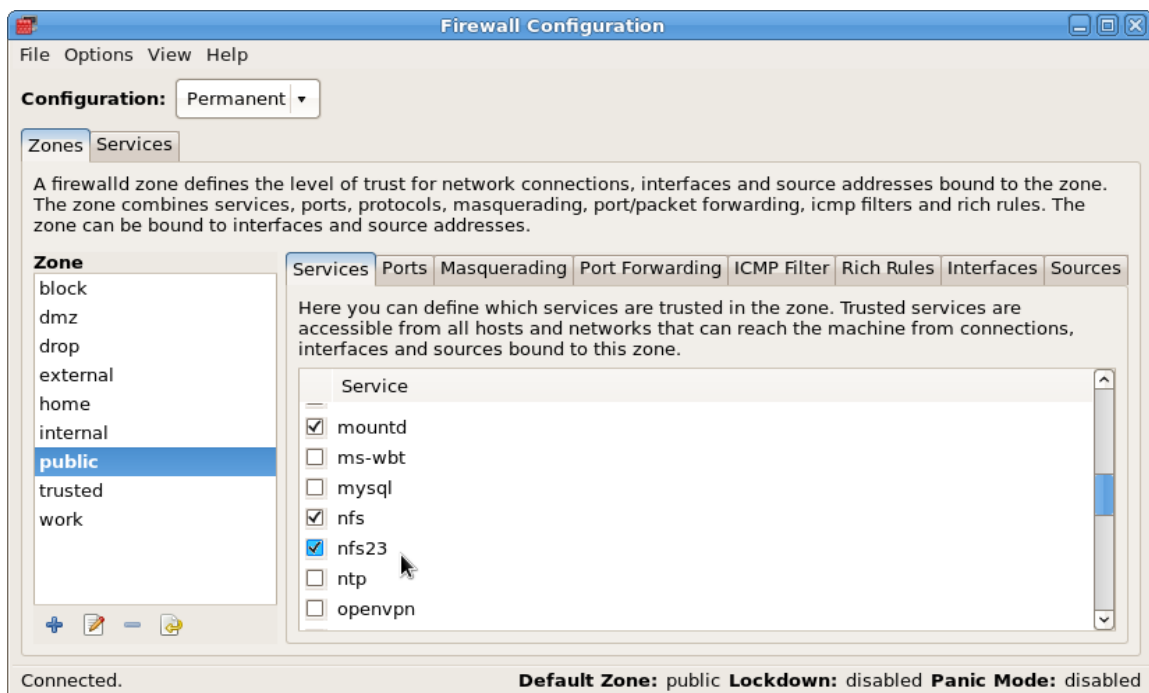 Firewall Configuration
File Options View Help
Configuration: Permanent
Zones Services
A firewalld zone defines the level of trust for network connections, interfaces and source addresses bound to the zone.
The zone combines services, ports, protocols, masquerading, port/packet forwarding, icmp filters and rich rules. The
zone can be bound to interfaces and source addresses.
Zone
block
dmz
drop
external
home
internal
public
trusted
work
Services Ports Masquerading Port Forwarding ICMP Filter Rich Rules Interfaces Sources
Here you can define which services are trusted in the zone. Trusted services are
accessible from all hosts and networks that can reach the machine from connections,
interfaces and sources bound to this zone.
Service
mountd
ms-wbt
mysql
nfs
nfs23
ntp
openvpn
Connected.
Default Zone: public Lockdown: disabled Panic Mode: disabled